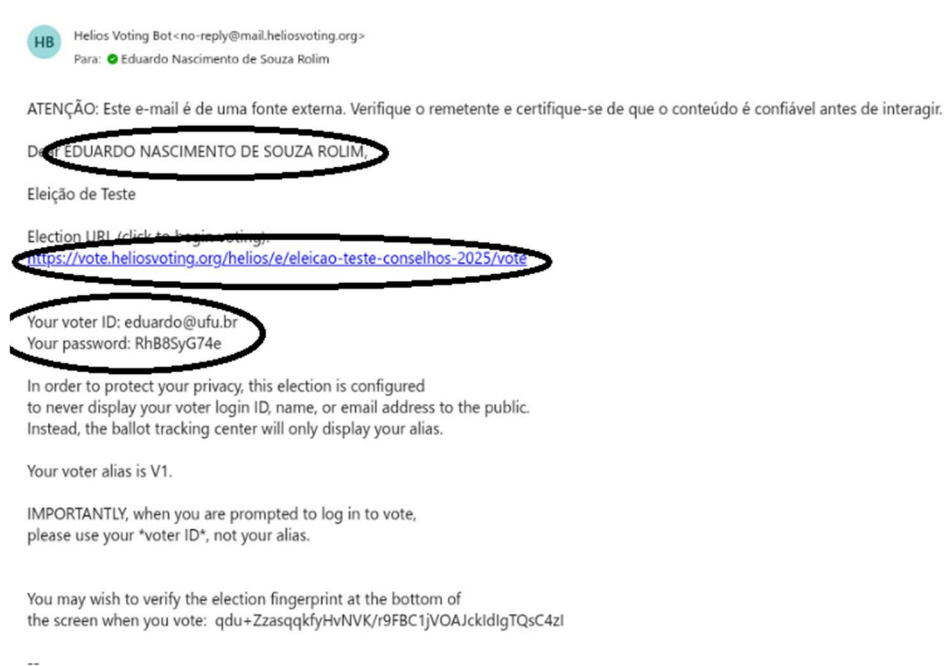 HB
Helios Voting Bot<no-reply@mail.heliosvoting.org>
Para: Eduardo Nascimento de Souza Rolim
ATENÇÃO: Este e-mail é de uma fonte externa. Verifique o remetente e certifique-se de que o conteúdo é confiável antes de interagir.
Dear EDUARDO NASCIMENTO DE SOUZA ROLIM,
Eleição de Teste
Election URL (click to begin voting):
https://vote.heliosvoting.org/helios/e/eleicao-teste-conselhos-2025/vote
Your voter ID: eduardo@ufu.br
Your password: RhB8SyG74e
In order to protect your privacy, this election is configured
to never display your voter login ID, name, or email address to the public.
Instead, the ballot tracking center will only display your alias.
Your voter alias is V1.
IMPORTANTLY, when you are prompted to log in to vote,
please use your *voter ID*, not your alias.
You may wish to verify the election fingerprint at the bottom of
the screen when you vote: qdu+ZzasqqkfyHvNVK/r9FBC1jVOAJckIdIgTQsC4zI
--